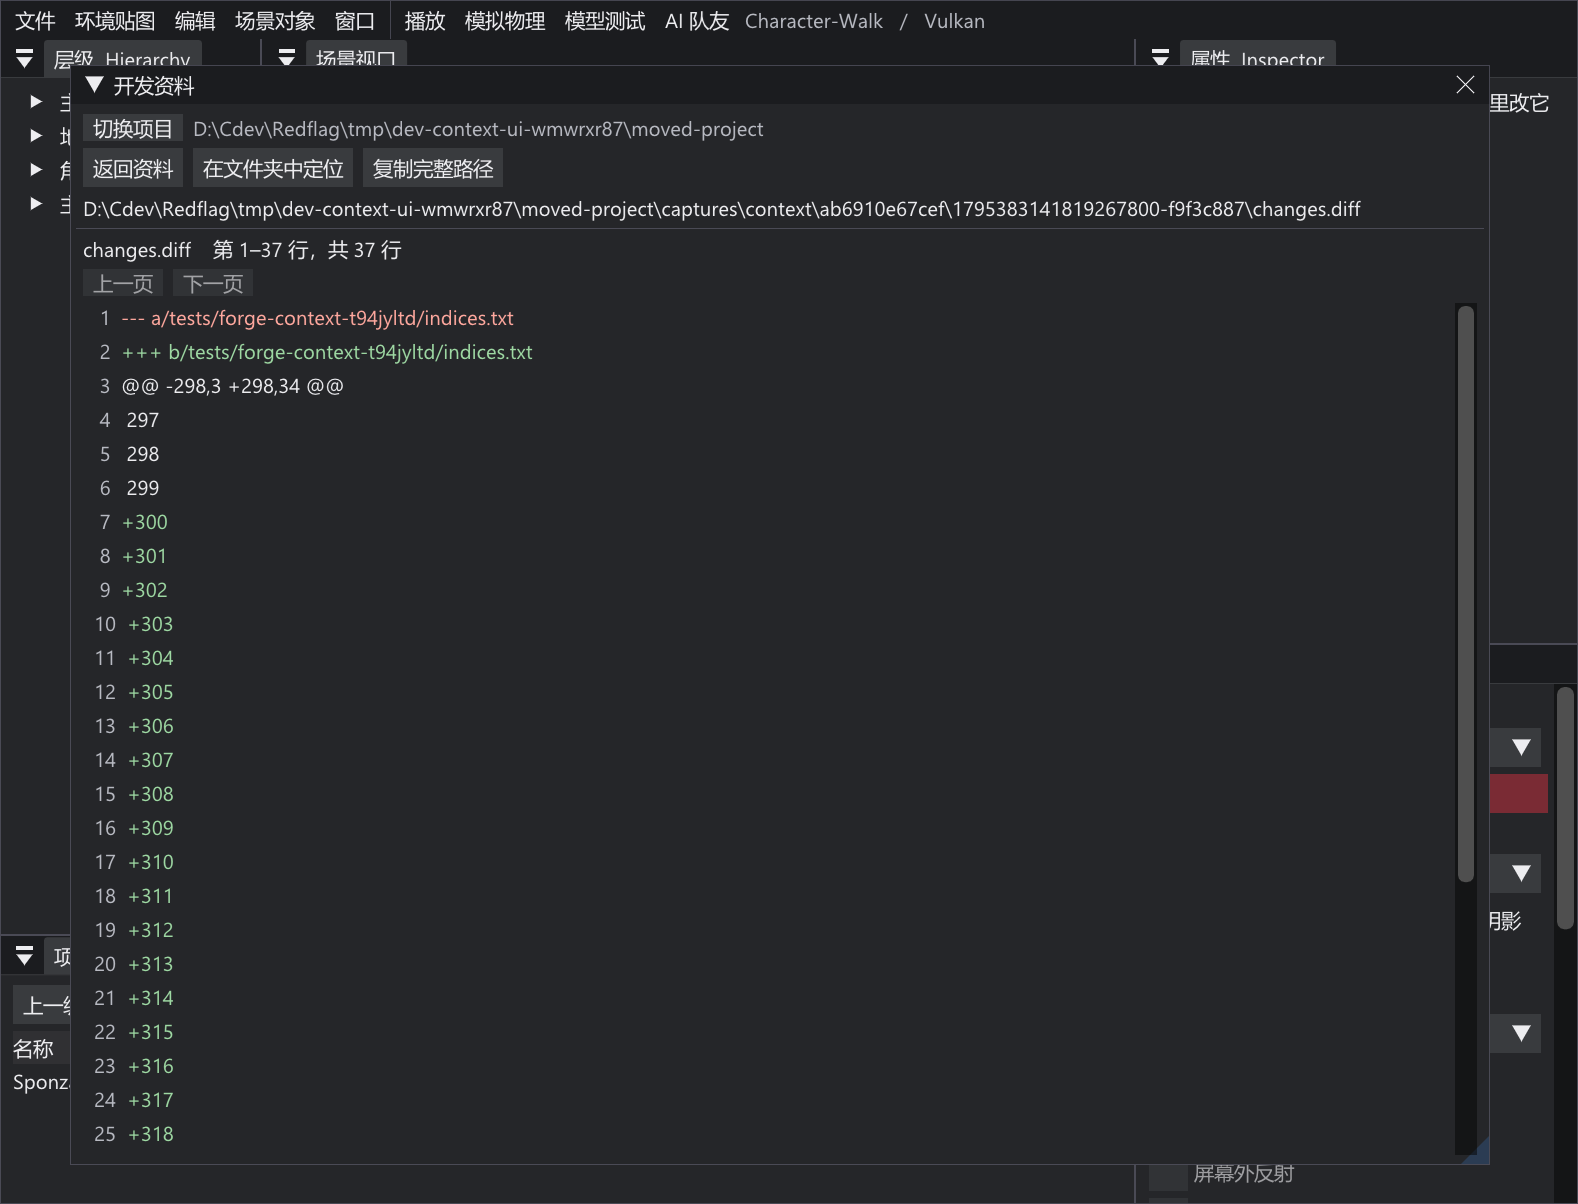 文件 环境贴图 编辑 场景对象 窗口 播放 模拟物理 模型测试 AI 队友 Character-Walk / Vulkan
层级 Hierarchy 场景视口 属性 Inspector
开发资料
里改它
切换项目 D:\Cdev\Redflag\tmp\dev-context-ui-wmwrxr87\moved-project
返回资料 在文件夹中定位 复制完整路径
D:\Cdev\Redflag\tmp\dev-context-ui-wmwrxr87\moved-project\captures\context\ab6910e67cef\1795383141819267800-f9f3c887\changes.diff
changes.diff 第 1–37 行，共 37 行
上一页 下一页
1 --- a/tests/forge-context-t94jyltd/indices.txt
2 +++ b/tests/forge-context-t94jyltd/indices.txt
3 @@ -298,3 +298,34 @@
4 297
5 298
6 299
7 +300
8 +301
9 +302
10 +303
11 +304
12 +305
13 +306
14 +307
15 +308
16 +309
17 +310
18 +311
19 +312
20 +313
21 +314
22 +315
23 +316
24 +317
25 +318
阴影
项
上一级
名称
Sponza
屏幕外反射